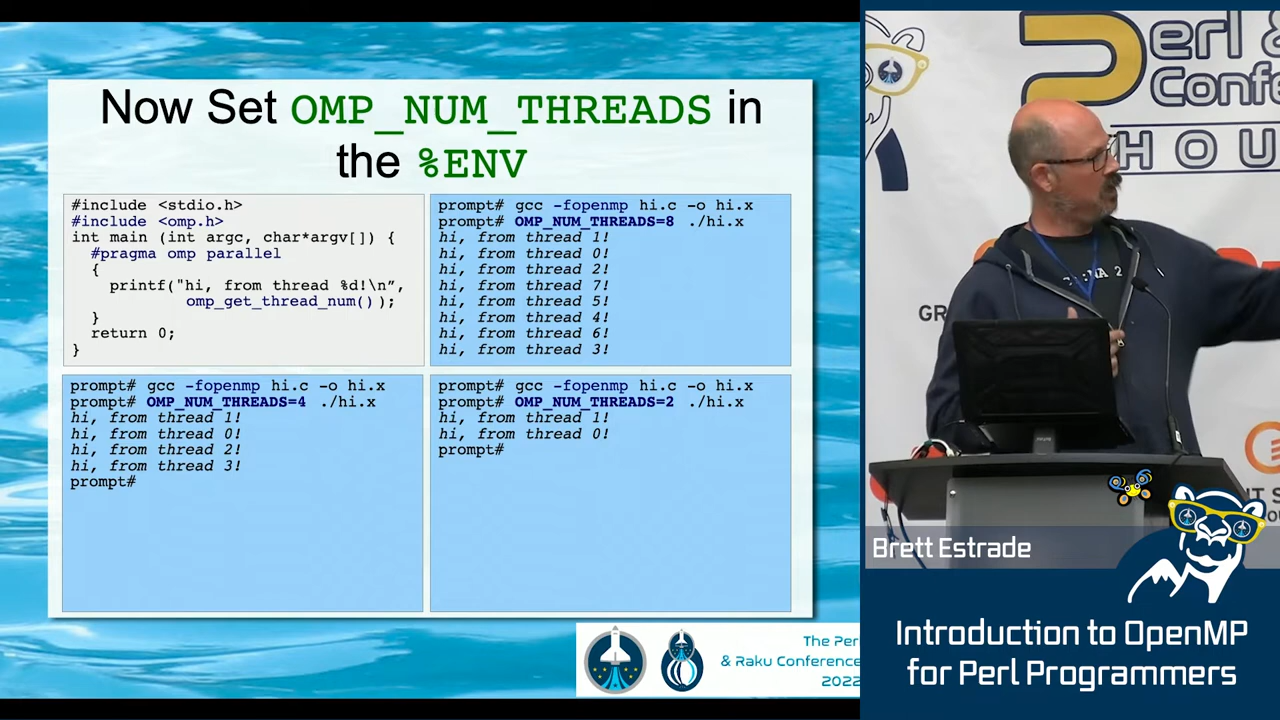 Now Set OMP_NUM_THREADS in
the %ENV
#include <stdio.h>
#include <omp.h>
int main (int argc, char*argv[]) {
#pragma omp parallel
{
printf("hi, from thread %d!\n”,
omp_get_thread_num());
}
return 0;
}
prompt# gcc -fopenmp hi.c -o hi.x
prompt# OMP_NUM_THREADS=8 ./hi.x
hi, from thread 1!
hi, from thread 0!
hi, from thread 2!
hi, from thread 7!
hi, from thread 5!
hi, from thread 4!
hi, from thread 6!
hi, from thread 3!
prompt# gcc -fopenmp hi.c -o hi.x
prompt# OMP_NUM_THREADS=4 ./hi.x
hi, from thread 1!
hi, from thread 0!
hi, from thread 2!
hi, from thread 3!
prompt#
prompt# gcc -fopenmp hi.c -o hi.x
prompt# OMP_NUM_THREADS=2 ./hi.x
hi, from thread 1!
hi, from thread 0!
prompt#
The Per
& Raku Conference
2022
Perl &
Confe
HOU
GR
Brett Estrade
Introduction to OpenMP
for Perl Programmers